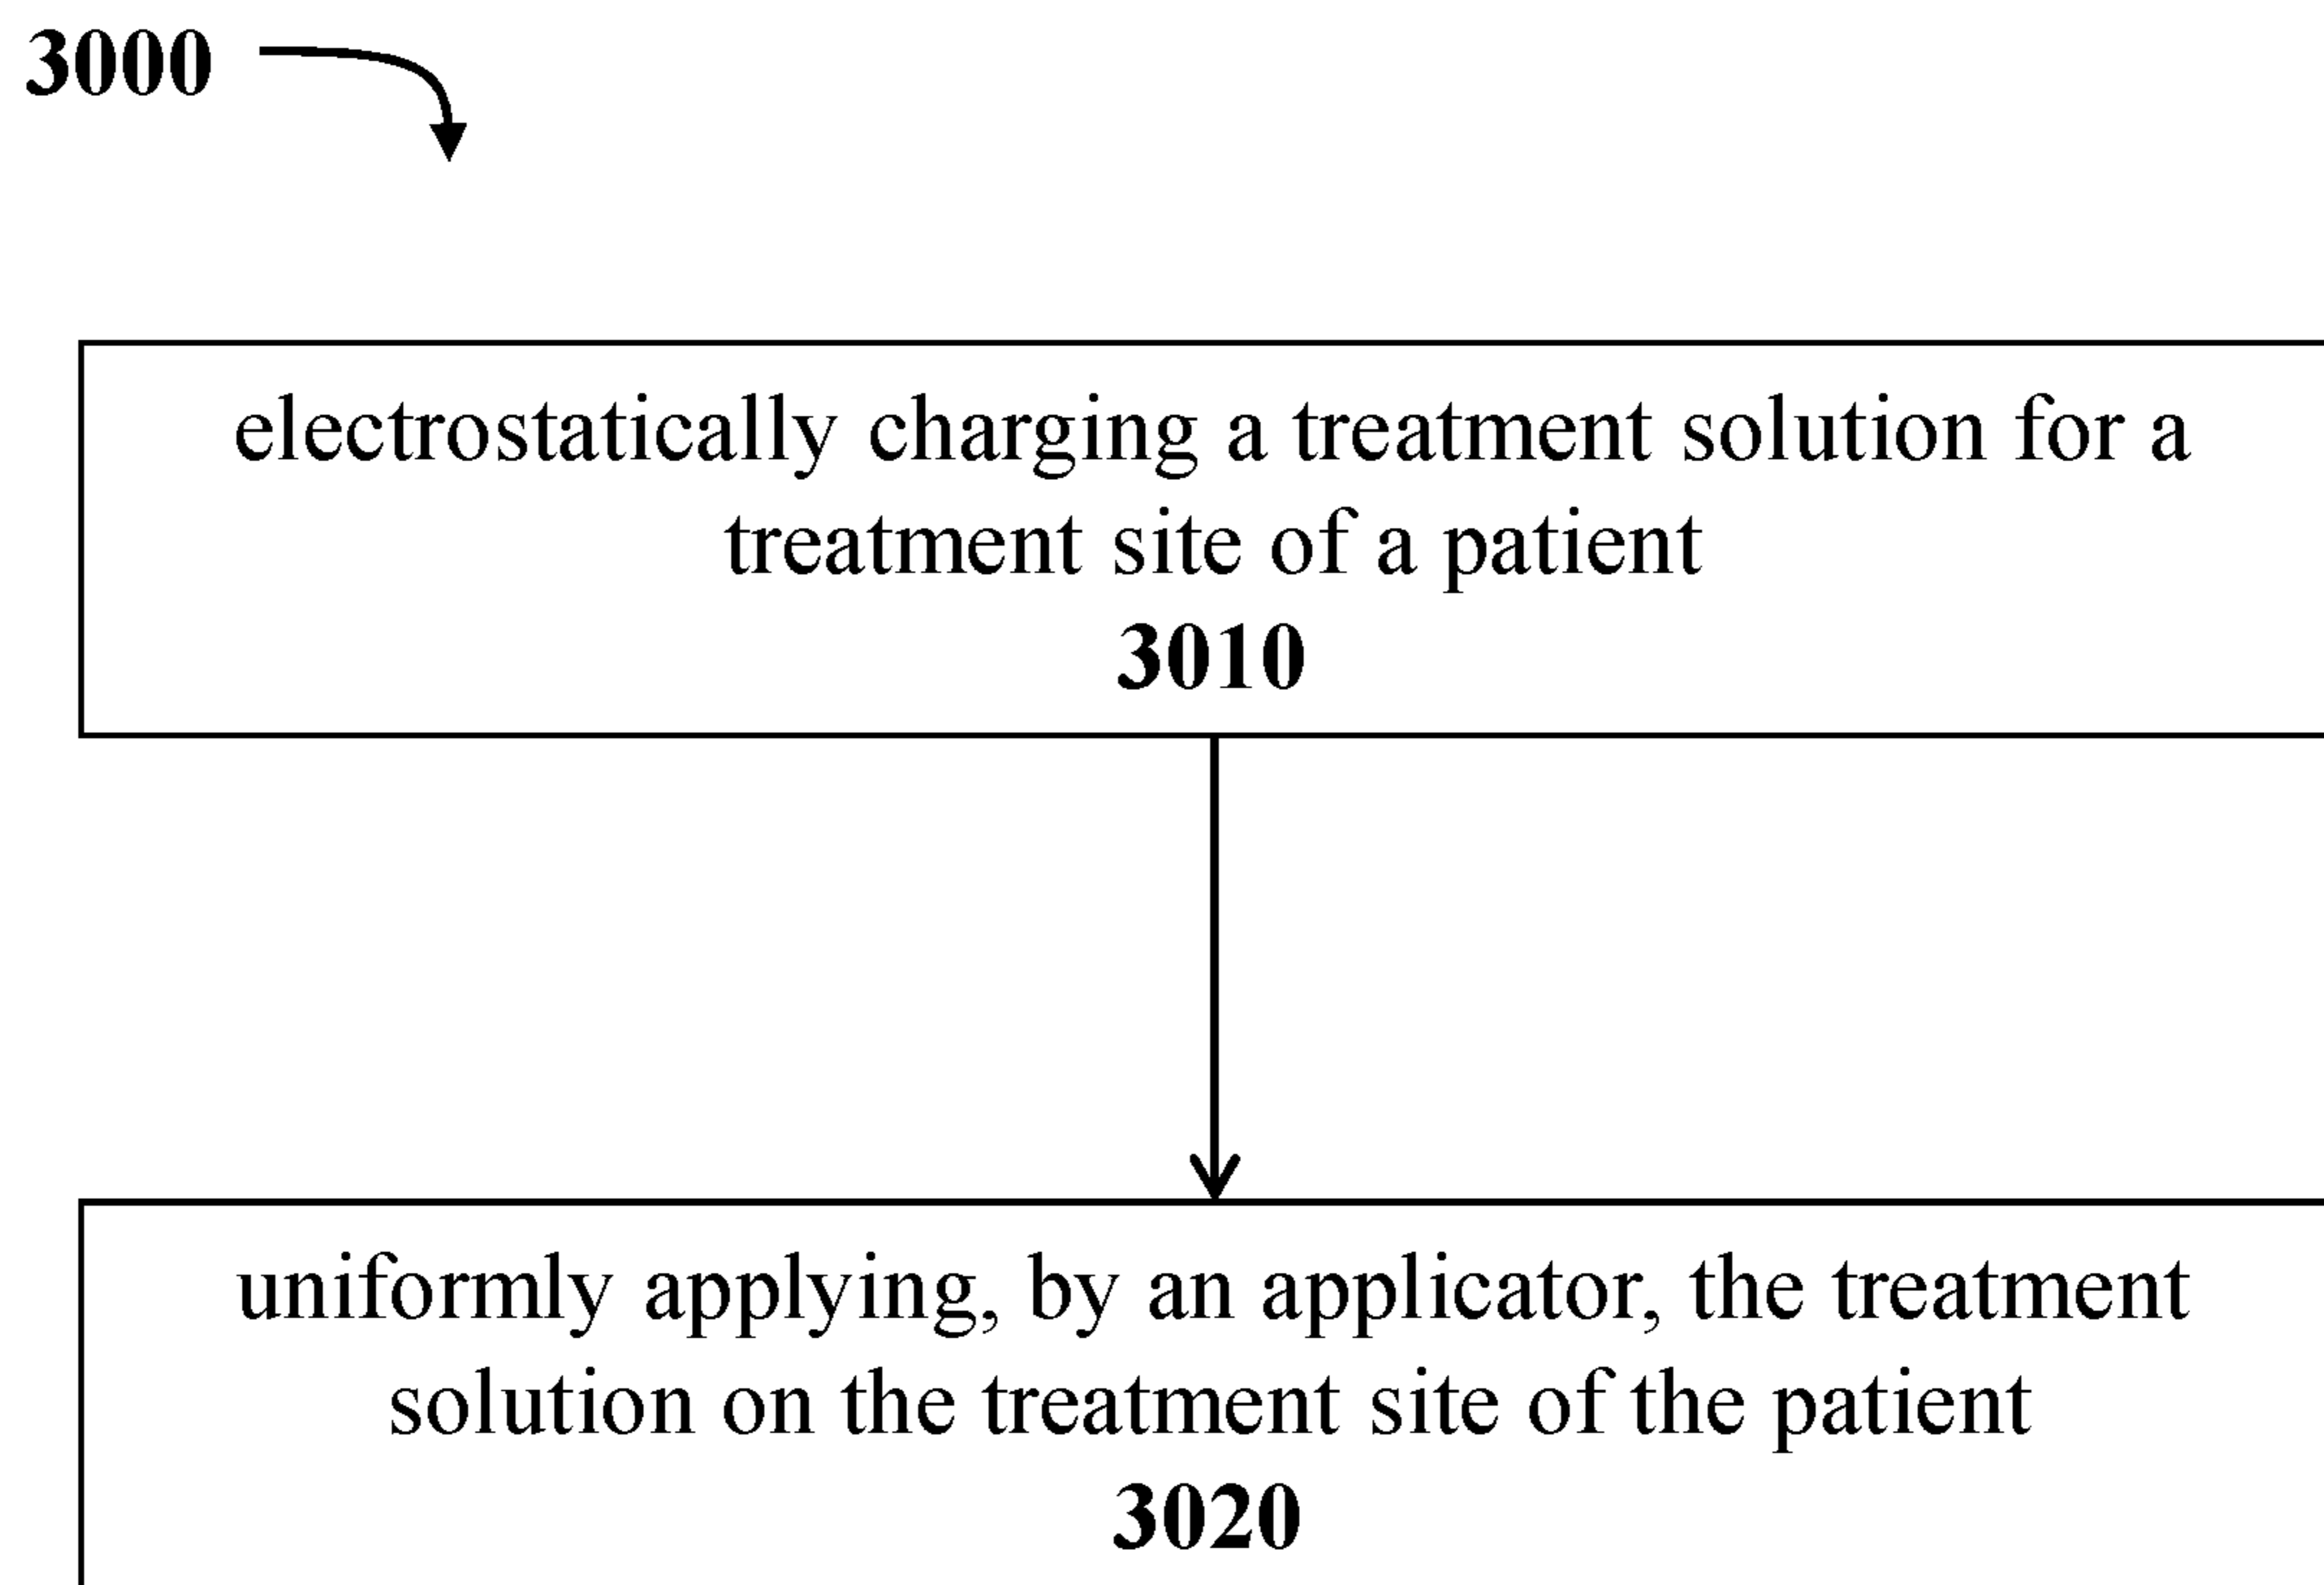 3000
electrostatically charging a treatment solution for a
treatment site of a patient
3010
uniformly applying, by an applicator, the treatment
solution on the treatment site of the patient
3020